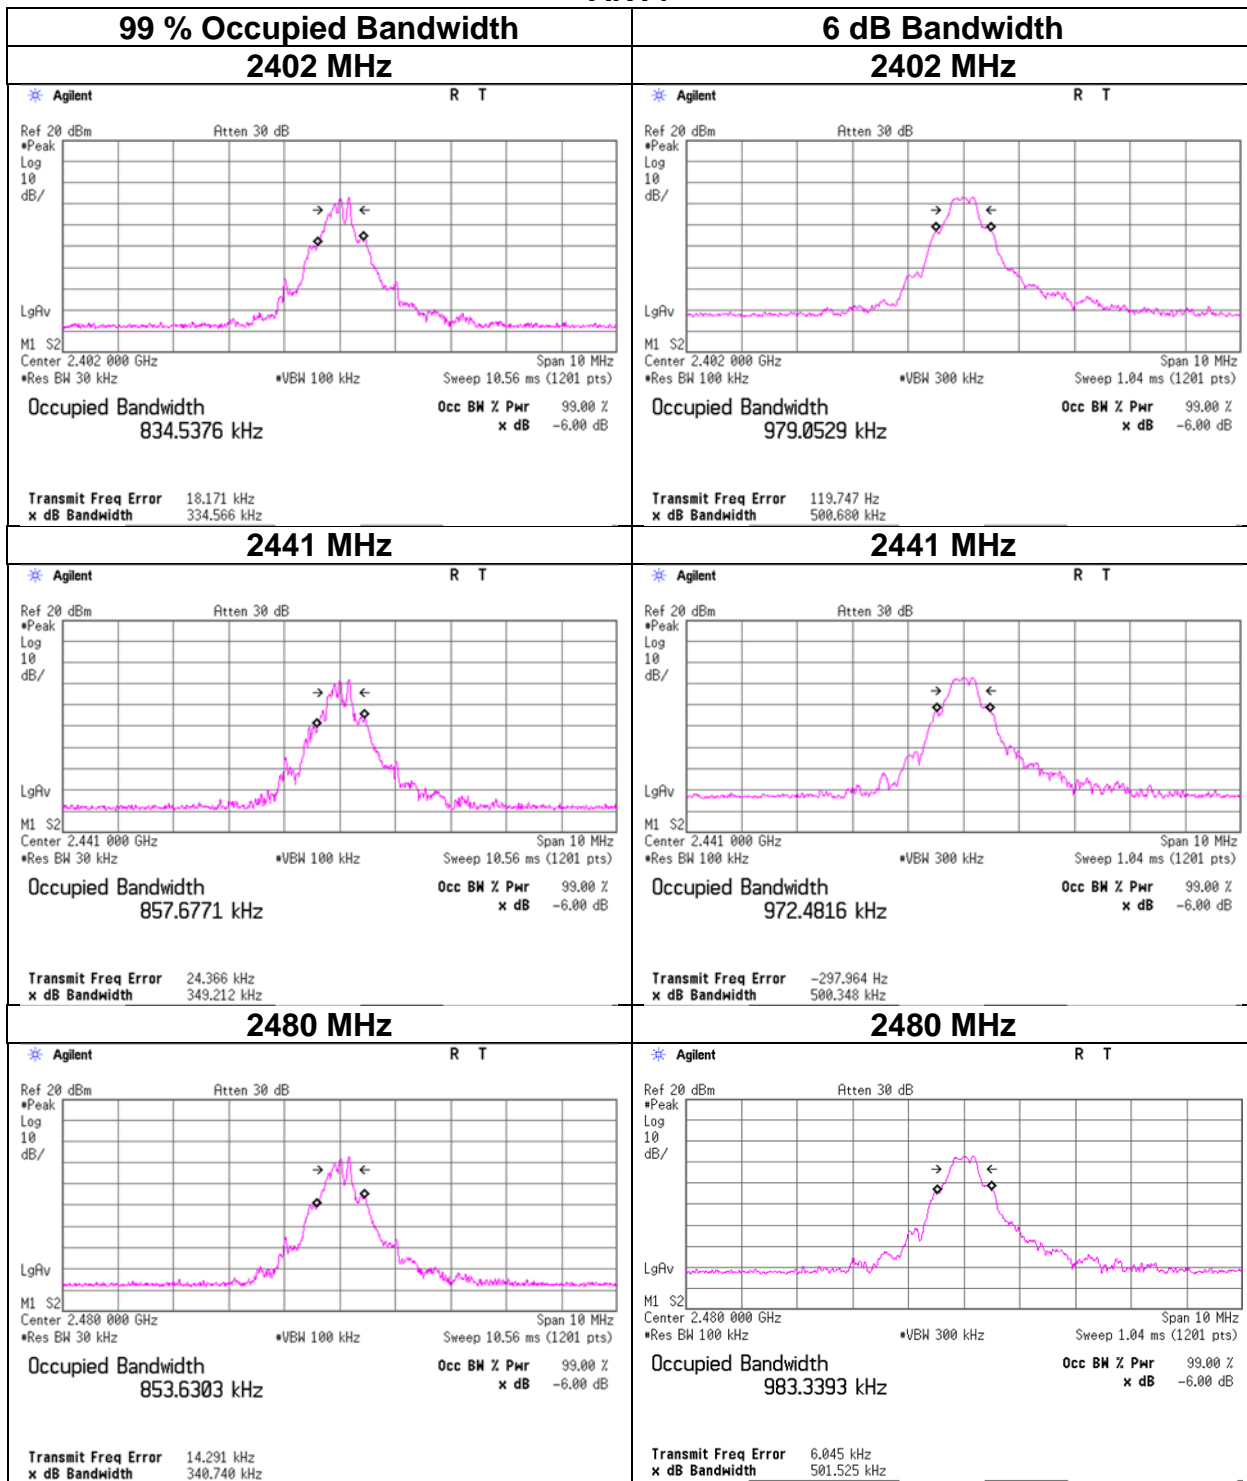 99 % Occupied Bandwidth
6 dB Bandwidth
2402 MHz
2402 MHz
Agilent
R T
Ref 20 dBm
Atten 30 dB
#Peak
Log
10
dB/
LgAv
M1 S2
Center 2.402 000 GHz
Span 10 MHz
#Res BW 30 kHz
#VBW 100 kHz
Sweep 10.56 ms (1201 pts)
Occupied Bandwidth
Occ BW % Pwr 99.00 %
834.5376 kHz
x dB -6.00 dB
Transmit Freq Error 18.171 kHz
x dB Bandwidth 334.566 kHz
Agilent
R T
Ref 20 dBm
Atten 30 dB
#Peak
Log
10
dB/
LgAv
M1 S2
Center 2.402 000 GHz
Span 10 MHz
#Res BW 100 kHz
#VBW 300 kHz
Sweep 1.04 ms (1201 pts)
Occupied Bandwidth
Occ BW % Pwr 99.00 %
979.0529 kHz
x dB -6.00 dB
Transmit Freq Error 119.747 Hz
x dB Bandwidth 500.680 kHz
2441 MHz
2441 MHz
Agilent
R T
Ref 20 dBm
Atten 30 dB
#Peak
Log
10
dB/
LgAv
M1 S2
Center 2.441 000 GHz
Span 10 MHz
#Res BW 30 kHz
#VBW 100 kHz
Sweep 10.56 ms (1201 pts)
Occupied Bandwidth
Occ BW % Pwr 99.00 %
857.6771 kHz
x dB -6.00 dB
Transmit Freq Error 24.366 kHz
x dB Bandwidth 349.212 kHz
Agilent
R T
Ref 20 dBm
Atten 30 dB
#Peak
Log
10
dB/
LgAv
M1 S2
Center 2.441 000 GHz
Span 10 MHz
#Res BW 100 kHz
#VBW 300 kHz
Sweep 1.04 ms (1201 pts)
Occupied Bandwidth
Occ BW % Pwr 99.00 %
972.4816 kHz
x dB -6.00 dB
Transmit Freq Error -297.964 Hz
x dB Bandwidth 500.348 kHz
2480 MHz
2480 MHz
Agilent
R T
Ref 20 dBm
Atten 30 dB
#Peak
Log
10
dB/
LgAv
M1 S2
Center 2.480 000 GHz
Span 10 MHz
#Res BW 30 kHz
#VBW 100 kHz
Sweep 10.56 ms (1201 pts)
Occupied Bandwidth
Occ BW % Pwr 99.00 %
853.6303 kHz
x dB -6.00 dB
Transmit Freq Error 14.291 kHz
x dB Bandwidth 340.740 kHz
Agilent
R T
Ref 20 dBm
Atten 30 dB
#Peak
Log
10
dB/
LgAv
M1 S2
Center 2.480 000 GHz
Span 10 MHz
#Res BW 100 kHz
#VBW 300 kHz
Sweep 1.04 ms (1201 pts)
Occupied Bandwidth
Occ BW % Pwr 99.00 %
983.3393 kHz
x dB -6.00 dB
Transmit Freq Error 6.045 kHz
x dB Bandwidth 501.525 kHz